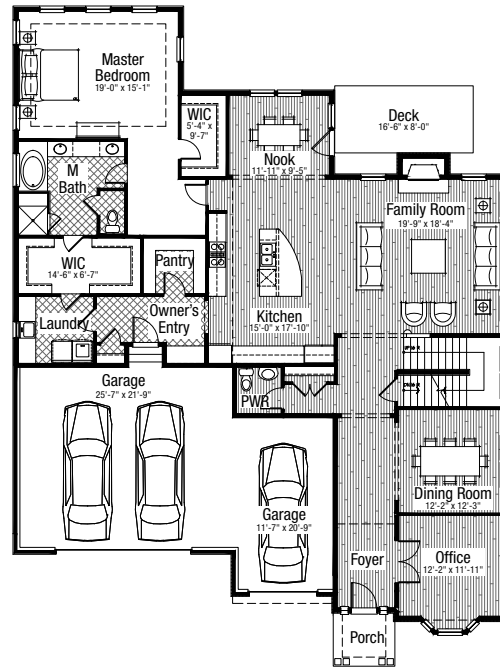 Master
Bedroom
19'-0" x 15'-1"
WIC
5'-4" x
9'-7"
Nook
11'-11" x 9'-5"
Deck
16'-6" x 8'-0"
M
Bath
Family Room
19'-9" x 18'-4"
WIC
14'-6" x 6'-7"
Pantry
Laundry
Owner's
Entry
Kitchen
15'-0" x 17'-10"
Garage
25'-7" x 21'-9"
PWR
Dining Room
12'-2" x 12'-3"
Garage
11'-7" x 20'-9"
Foyer
Office
12'-2" x 11'-11"
Porch